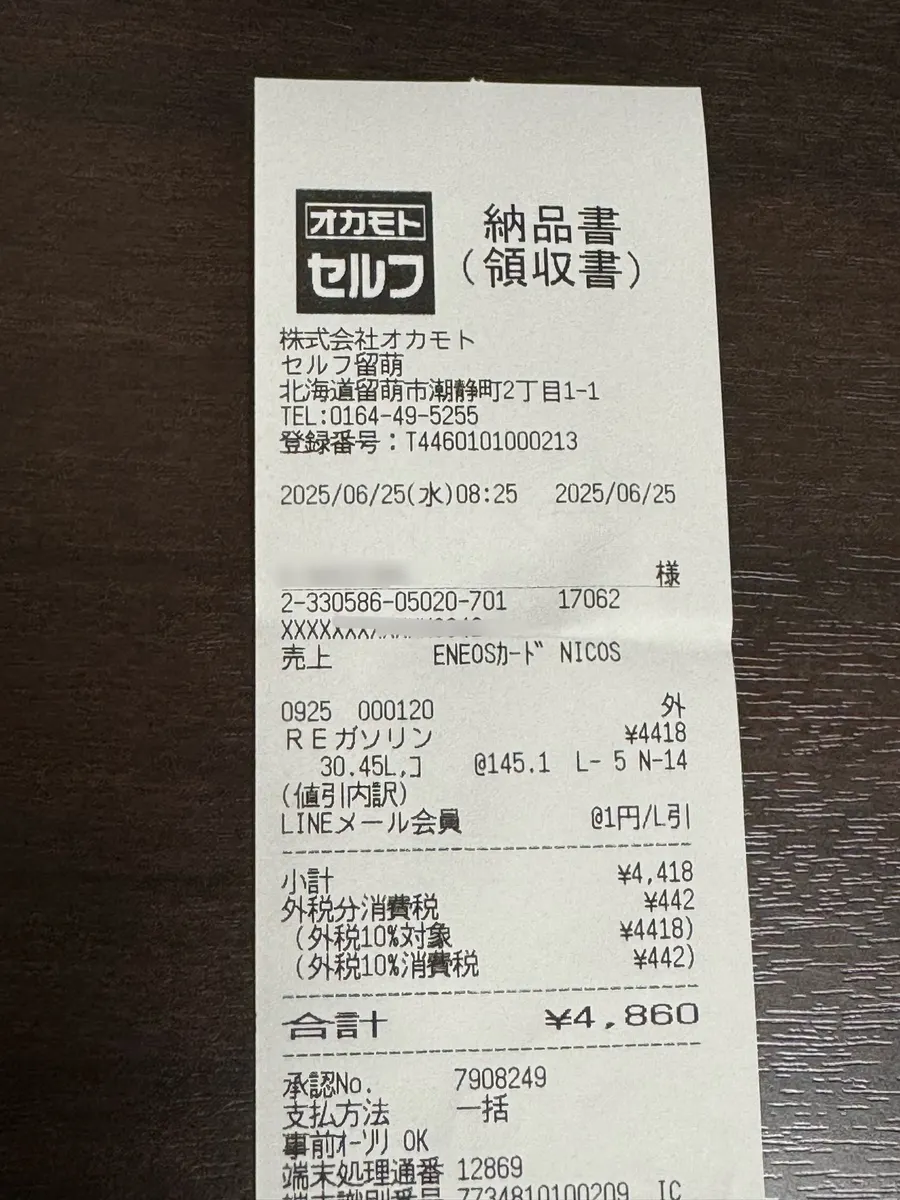 オカモト
セルフ
納品書
(領収書)
株式会社オカモト
セルフ留萌
北海道留萌市潮静町2丁目1-1
TEL:0164-49-5255
登録番号：T4460101000213
2025/06/25(水)08:25 2025/06/25
様
2-330586-05020-701 17062
売上 ENEOSｶｰﾄﾞ NICOS
0925 000120 外
ＲＥガソリン ¥4418
30.45L,コ @145.1 L- 5 N-14
(値引内訳)
LINEメール会員 @1円/L引
小計 ¥4,418
外税分消費税 ¥442
(外税10%対象 ¥4418)
(外税10%消費税 ¥442)
合計 ¥4,860
承認No. 7908249
支払方法 一括
事前ｵｰｿﾘ OK
端末処理通番 12869
端末識別番号 7734810100209 IC